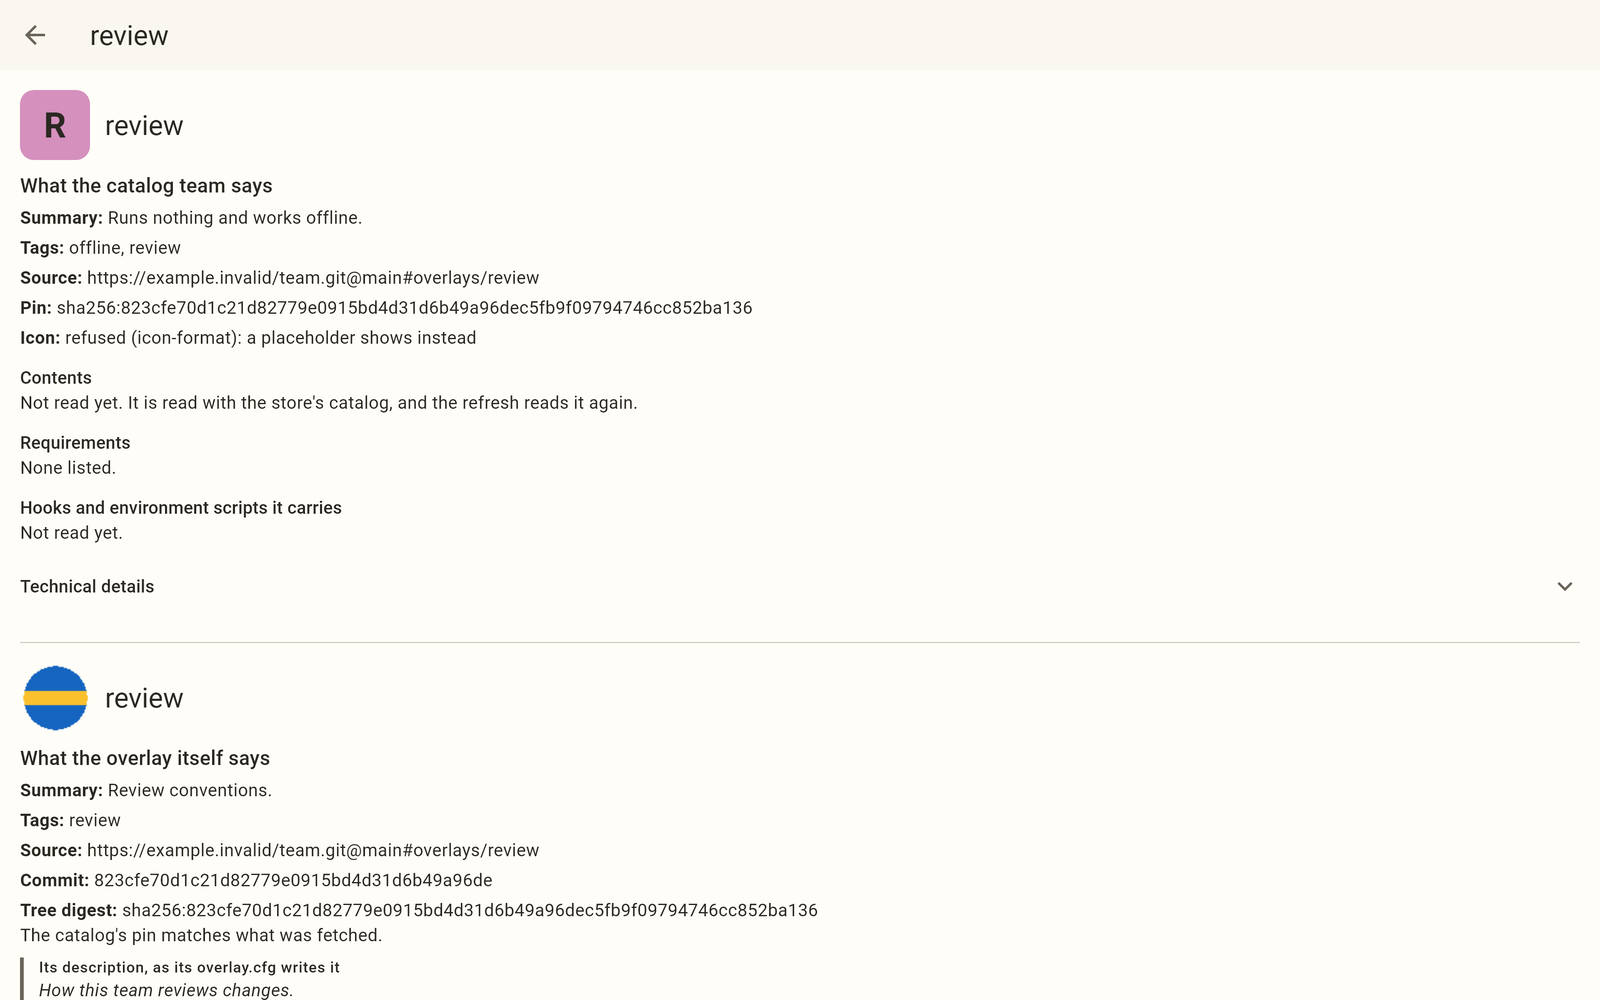 review
R
review
What the catalog team says
Summary: Runs nothing and works offline.
Tags: offline, review
Source: https://example.invalid/team.git@main#overlays/review
Pin: sha256:823cfe70d1c21d82779e0915bd4d31d6b49a96dec5fb9f09794746cc852ba136
Icon: refused (icon-format): a placeholder shows instead
Contents
Not read yet. It is read with the store's catalog, and the refresh reads it again.
Requirements
None listed.
Hooks and environment scripts it carries
Not read yet.
Technical details
review
What the overlay itself says
Summary: Review conventions.
Tags: review
Source: https://example.invalid/team.git@main#overlays/review
Commit: 823cfe70d1c21d82779e0915bd4d31d6b49a96de
Tree digest: sha256:823cfe70d1c21d82779e0915bd4d31d6b49a96dec5fb9f09794746cc852ba136
The catalog's pin matches what was fetched.
Its description, as its overlay.cfg writes it
How this team reviews changes.